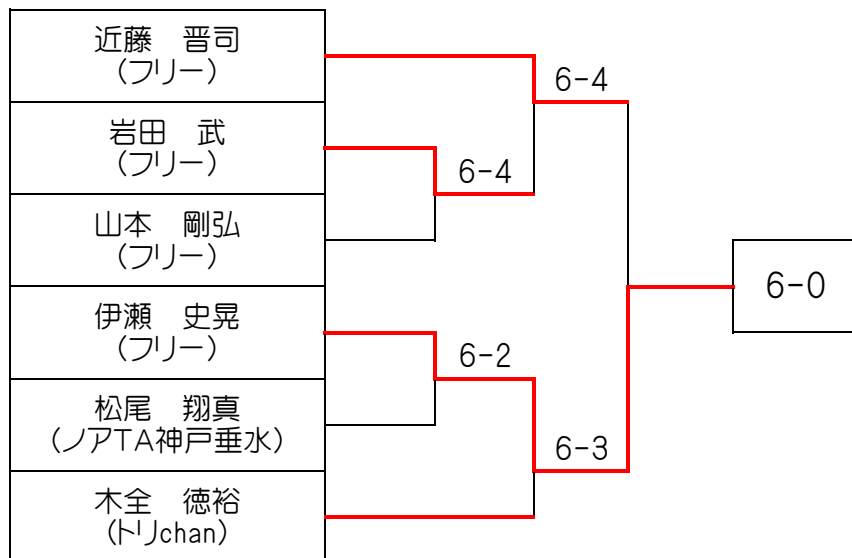 近藤　晋司
(フリー)
6-4
岩田　武
(フリー)
6-4
山本　剛弘
(フリー)
6-0
伊瀬　史晃
(フリー)
6-2
松尾　翔真
(ノアTA神戸垂水)
6-3
木全　徳裕
(トリchan)